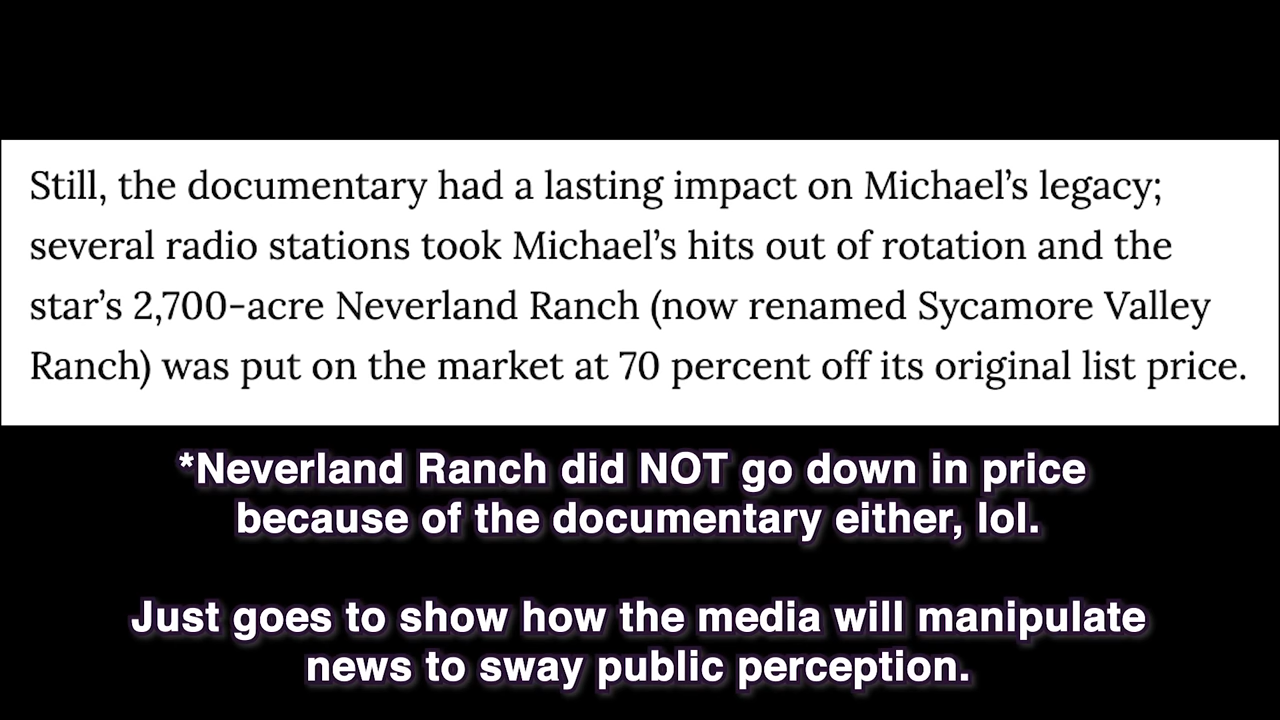 Still, the documentary had a lasting impact on Michael’s legacy;
several radio stations took Michael’s hits out of rotation and the
star’s 2,700-acre Neverland Ranch (now renamed Sycamore Valley
Ranch) was put on the market at 70 percent off its original list price.
*Neverland Ranch did NOT go down in price
because of the documentary either, lol.
Just goes to show how the media will manipulate
news to sway public perception.